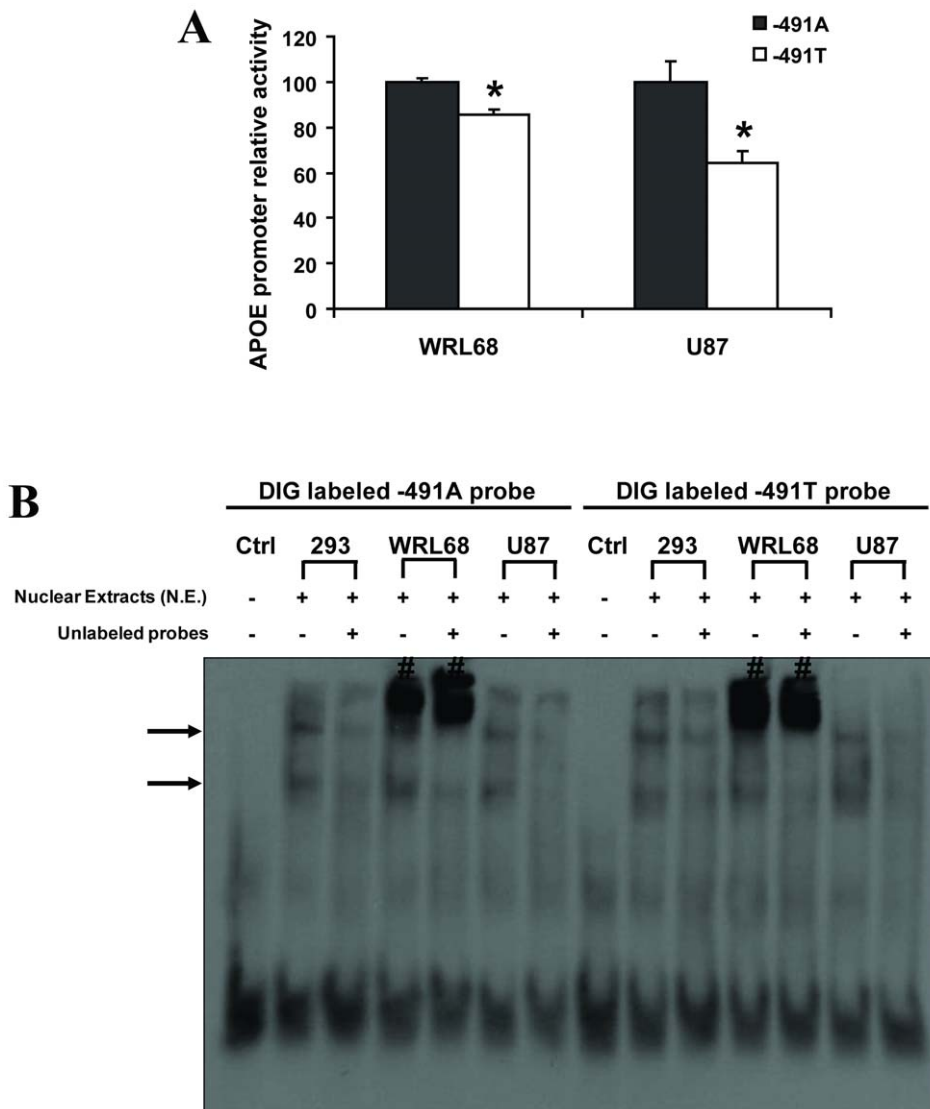 A
APOE promoter relative activity
120
100
80
60
40
20
0
-491A
-491T
*
*
WRL68
U87
B
DIG labeled -491A probe
DIG labeled -491T probe
Ctrl 293 WRL68 U87 Ctrl 293 WRL68 U87
Nuclear Extracts (N.E.) - + + + + + + - + + + + + +
Unlabeled probes - - + - + - + - - + - + - +
# # # #